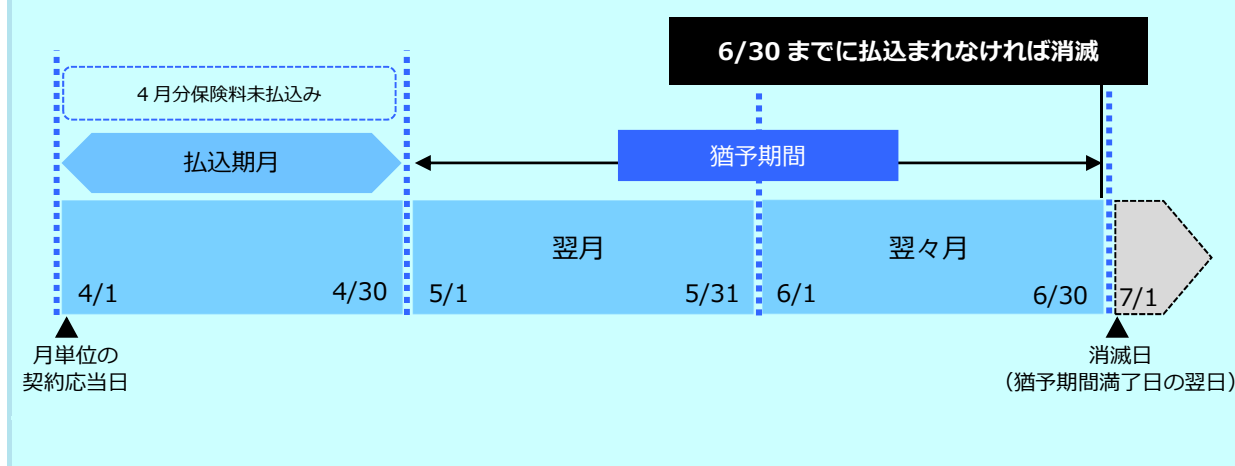 6/30 までに払込まれなければ消滅
4 月分保険料未払込み
払込期月
猶予期間
翌月
翌々月
4/1
4/30
5/1
5/31
6/1
6/30
7/1
月単位の
契約応当日
消滅日
(猶予期間満了日の翌日)